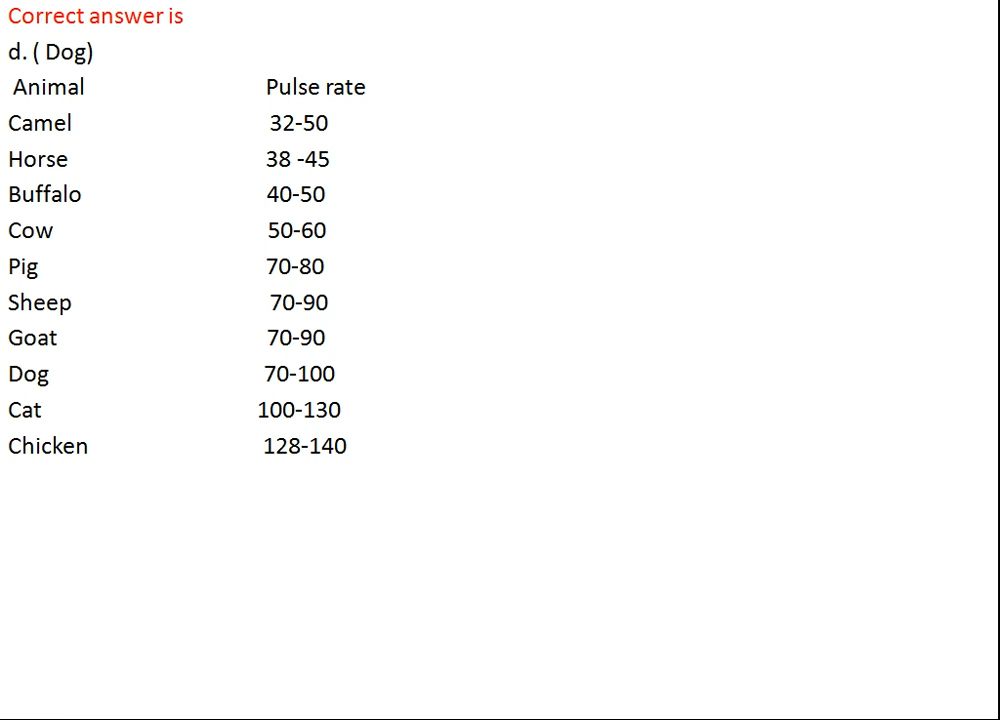 Correct answer is
d. ( Dog)
Animal Pulse rate
Camel 32-50
Horse 38 -45
Buffalo 40-50
Cow 50-60
Pig 70-80
Sheep 70-90
Goat 70-90
Dog 70-100
Cat 100-130
Chicken 128-140